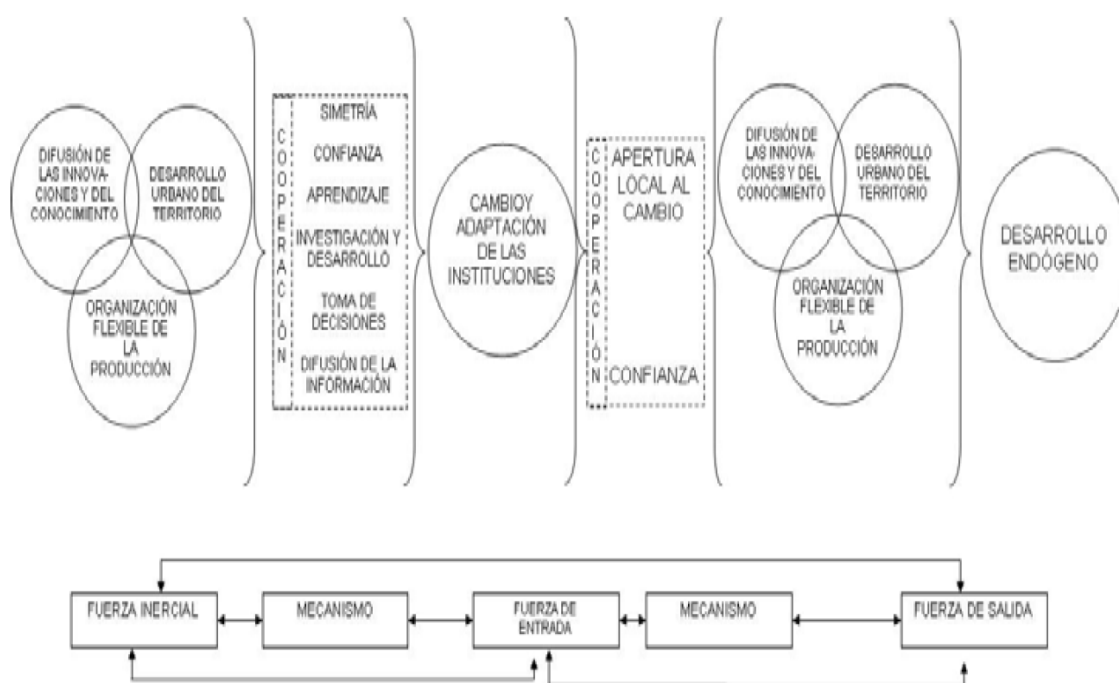 DIFUSIÓN DE
LAS INNOVA-
CIONES Y DEL
CONOCIMIENTO
DESARROLLO
URBANO DEL
TERRITORIO
ORGANIZACIÓN
FLEXIBLE DE
LA
PRODUCCIÓN
COOPERACIÓN
SIMETRÍA
CONFIANZA
APRENDIZAJE
INVESTIGACIÓN Y
DESARROLLO
TOMA DE
DECISIONES
DIFUSIÓN DE LA
INFORMACIÓN
CAMBIOY
ADAPTACIÓN
DE LAS
INSTITUCIONES
COOPERACIÓN
APERTURA
LOCAL AL
CAMBIO
CONFIANZA
DIFUSIÓN DE
LAS INNOVA-
CIONES Y DEL
CONOCIMIENTO
DESARROLLO
URBANO DEL
TERRITORIO
ORGANIZACIÓN
FLEXIBLE DE
LA
PRODUCCIÓN
DESARROLLO
ENDÓGENO
FUERZA INERCIAL
MECANISMO
FUERZA DE
ENTRADA
MECANISMO
FUERZA DE SALIDA